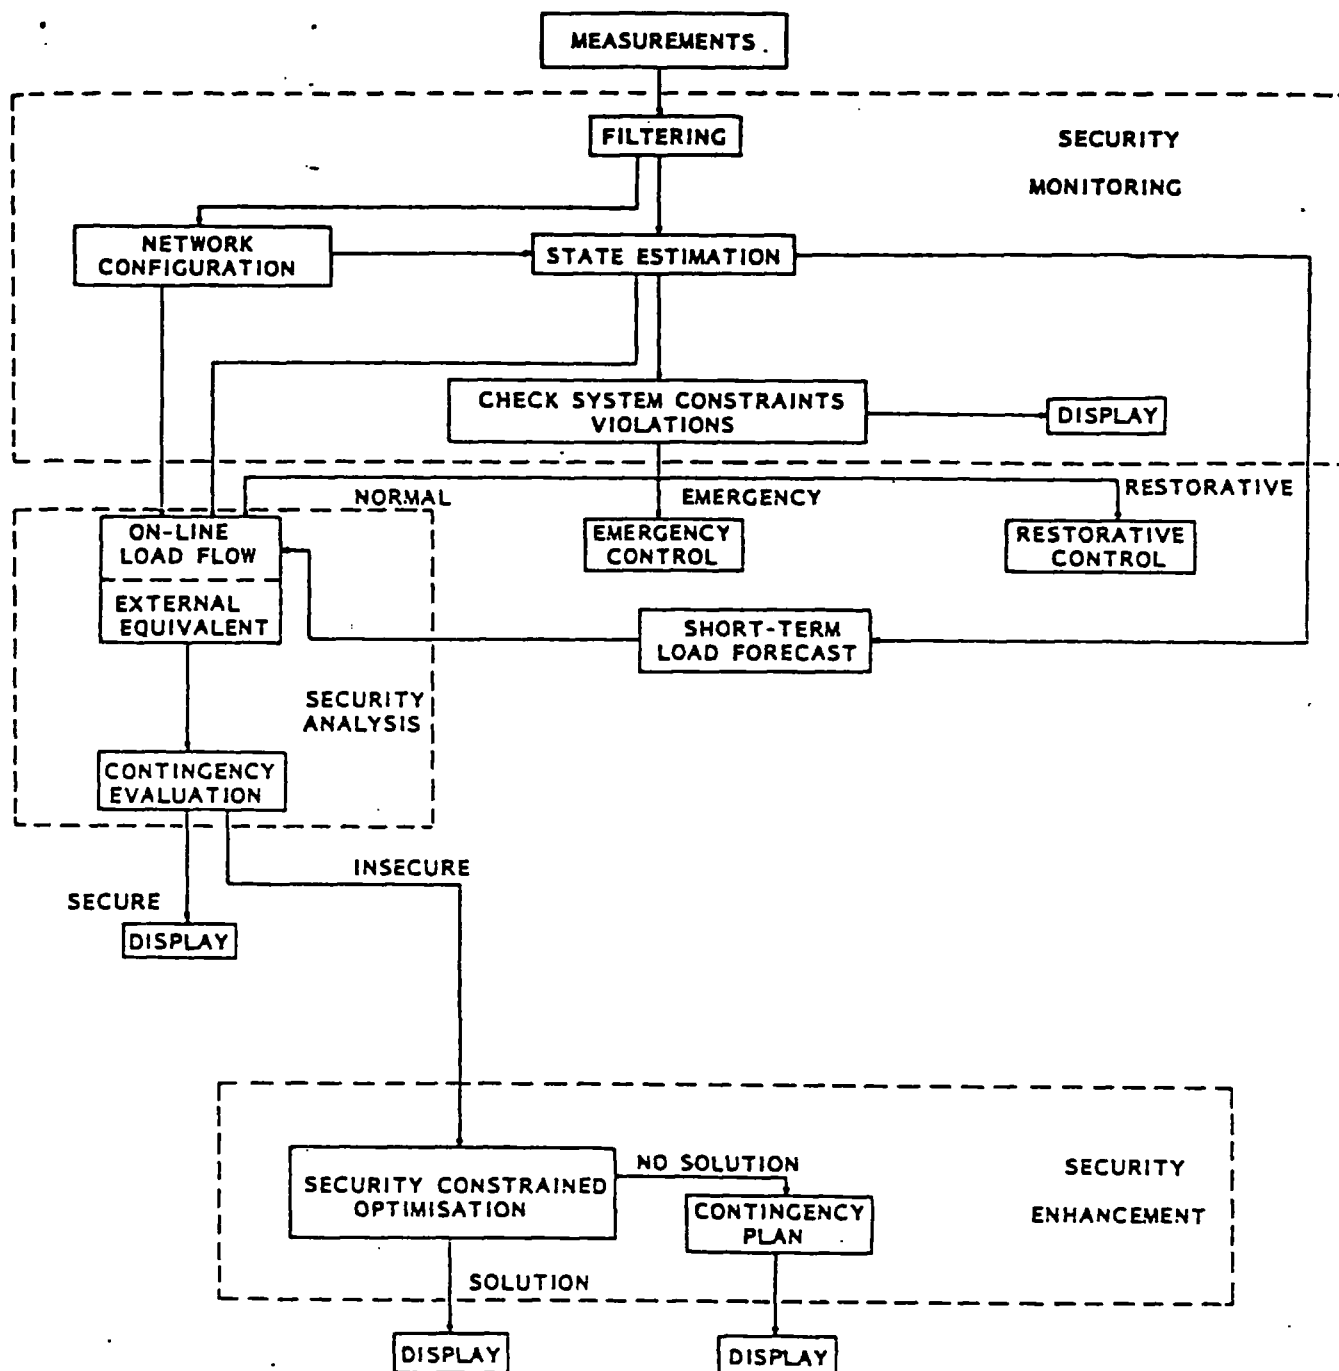 MEASUREMENTS
FILTERING
SECURITY
MONITORING
NETWORK
CONFIGURATION
STATE ESTIMATION
CHECK SYSTEM CONSTRAINTS
VIOLATIONS
DISPLAY
NORMAL
EMERGENCY
RESTORATIVE
ON-LINE
LOAD FLOW
EMERGENCY
CONTROL
RESTORATIVE
CONTROL
EXTERNAL
EQUIVALENT
SHORT-TERM
LOAD FORECAST
SECURITY
ANALYSIS
CONTINGENCY
EVALUATION
INSECURE
SECURE
DISPLAY
NO SOLUTION
SECURITY CONSTRAINED
OPTIMISATION
CONTINGENCY
PLAN
SECURITY
ENHANCEMENT
SOLUTION
DISPLAY
DISPLAY